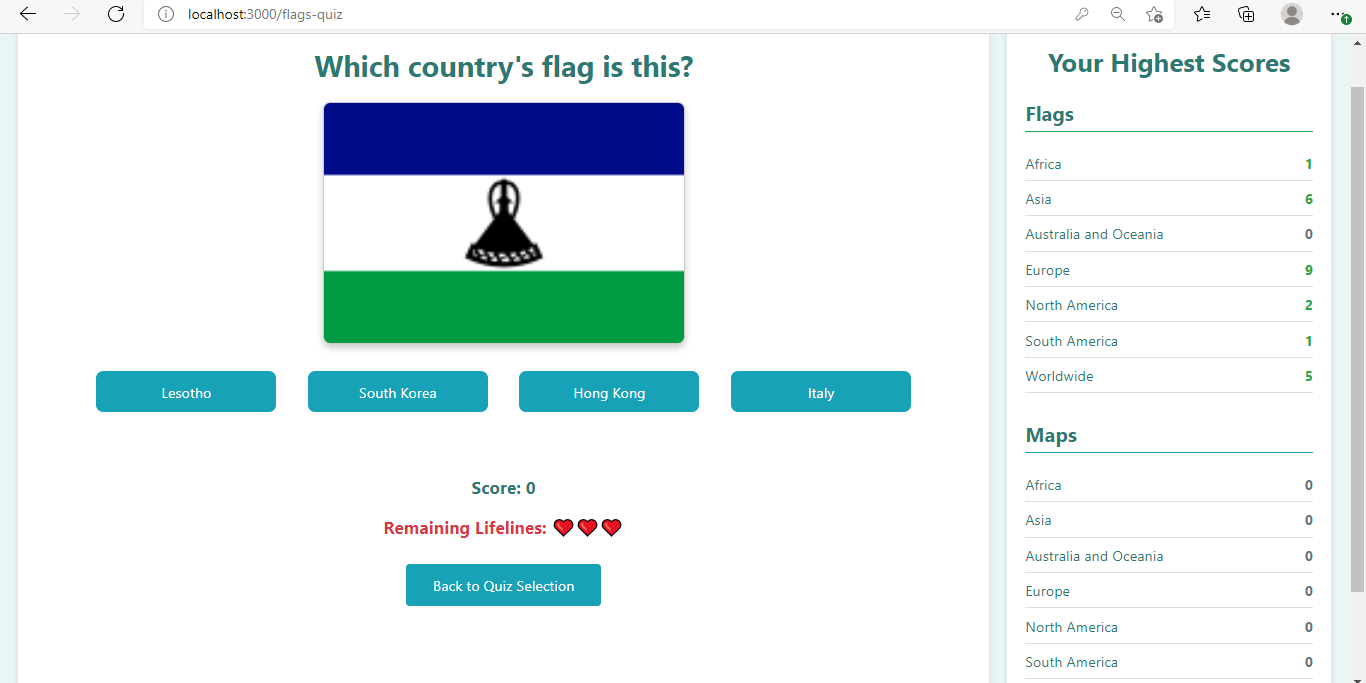 localhost:3000/flags-quiz
Which country's flag is this?
Lesotho
South Korea
Hong Kong
Italy
Score: 0
Remaining Lifelines:
Back to Quiz Selection
Your Highest Scores
Flags
Africa 1
Asia 6
Australia and Oceania 0
Europe 9
North America 2
South America 1
Worldwide 5
Maps
Africa 0
Asia 0
Australia and Oceania 0
Europe 0
North America 0
South America 0